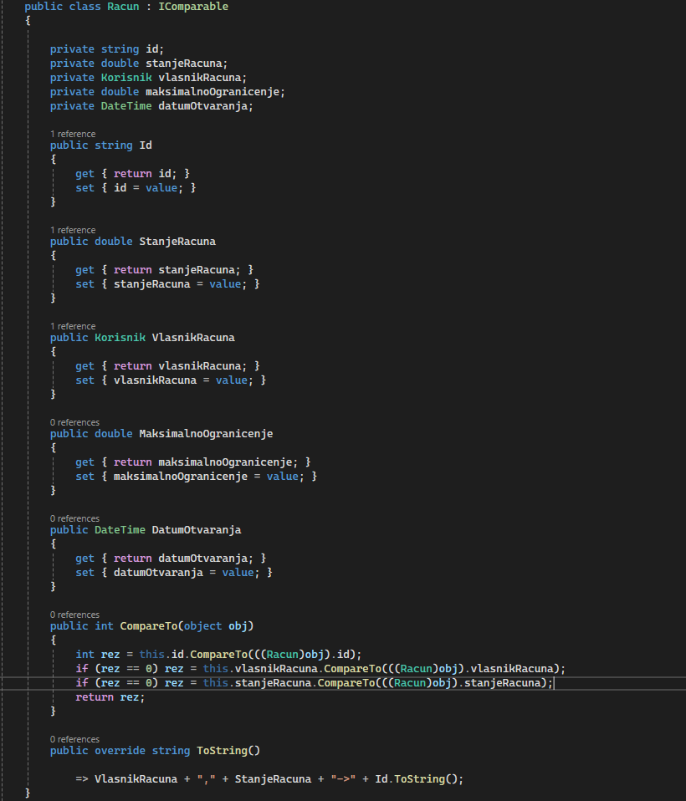 public class Racun : IComparable
{
private string id;
private double stanjeRacuna;
private Korisnik vlasnikRacuna;
private double maksimalnoOgranicenje;
private DateTime datumOtvaranja;
1 reference
public string Id
{
get { return id; }
set { id = value; }
}
1 reference
public double StanjeRacuna
{
get { return stanjeRacuna; }
set { stanjeRacuna = value; }
}
1 reference
public Korisnik VlasnikRacuna
{
get { return vlasnikRacuna; }
set { vlasnikRacuna = value; }
}
0 references
public double MaksimalnoOgranicenje
{
get { return maksimalnoOgranicenje; }
set { maksimalnoOgranicenje = value; }
}
0 references
public DateTime DatumOtvaranja
{
get { return datumOtvaranja; }
set { datumOtvaranja = value; }
}
0 references
public int CompareTo(object obj)
{
int rez = this.id.CompareTo(((Racun)obj).id);
if (rez == 0) rez = this.vlasnikRacuna.CompareTo(((Racun)obj).vlasnikRacuna);
if (rez == 0) rez = this.stanjeRacuna.CompareTo(((Racun)obj).stanjeRacuna);
return rez;
}
0 references
public override string ToString()
=> VlasnikRacuna + "," + StanjeRacuna + "->" + Id.ToString();
}